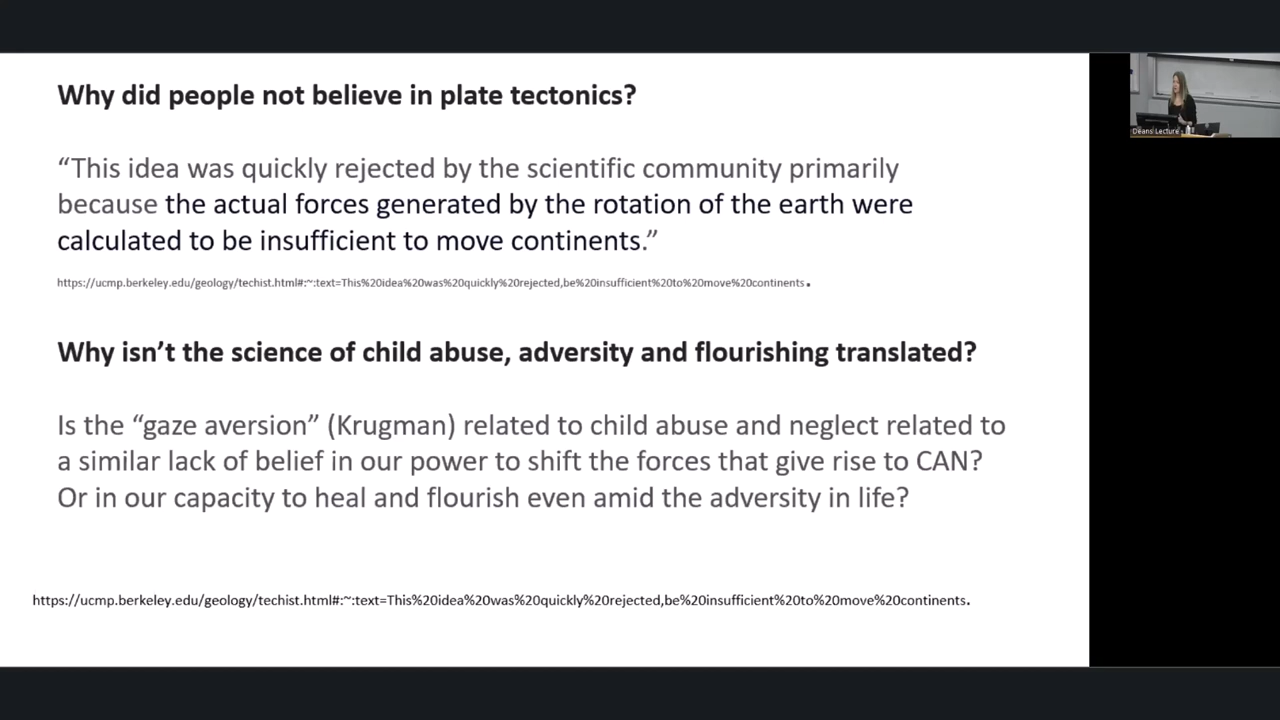 Why did people not believe in plate tectonics?
“This idea was quickly rejected by the scientific community primarily
because the actual forces generated by the rotation of the earth were
calculated to be insufficient to move continents.”
https://ucmp.berkeley.edu/geology/techist.html#:~:text=This%20idea%20was%20quickly%20rejected,be%20insufficient%20to%20move%20continents.
Why isn’t the science of child abuse, adversity and flourishing translated?
Is the “gaze aversion” (Krugman) related to child abuse and neglect related to
a similar lack of belief in our power to shift the forces that give rise to CAN?
Or in our capacity to heal and flourish even amid the adversity in life?
https://ucmp.berkeley.edu/geology/techist.html#:~:text=This%20idea%20was%20quickly%20rejected,be%20insufficient%20to%20move%20continents.
Deans Lecture